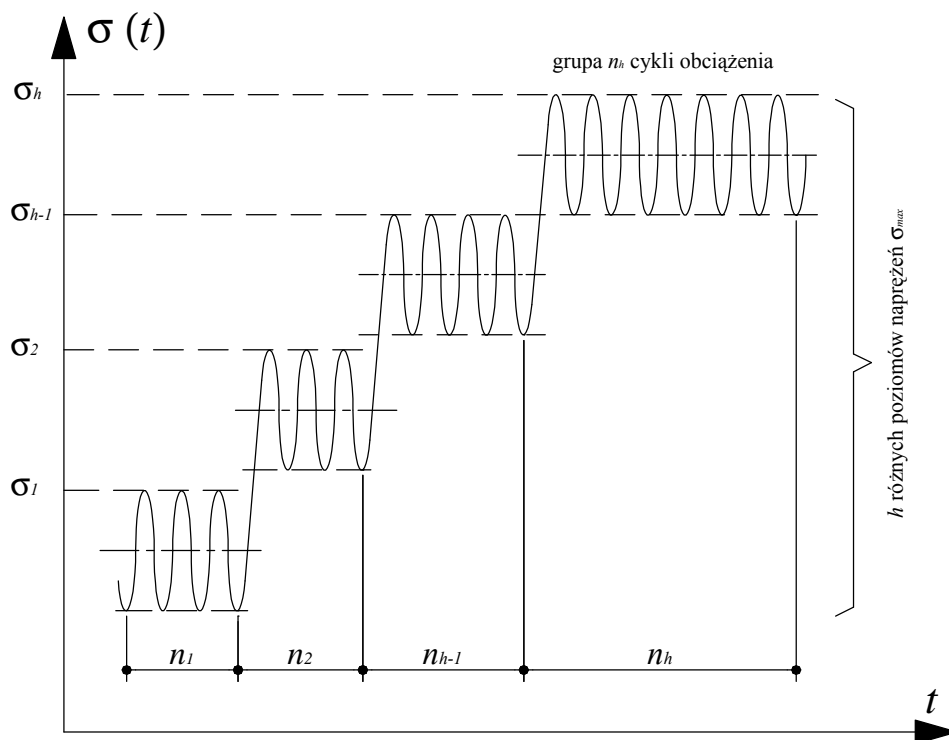 σ (t)
grupa nₕ cykli obciążenia
σh
σh-1
σ2
σ1
h różnych poziomów naprężeń σmax
n1
n2
nh-1
nh
t